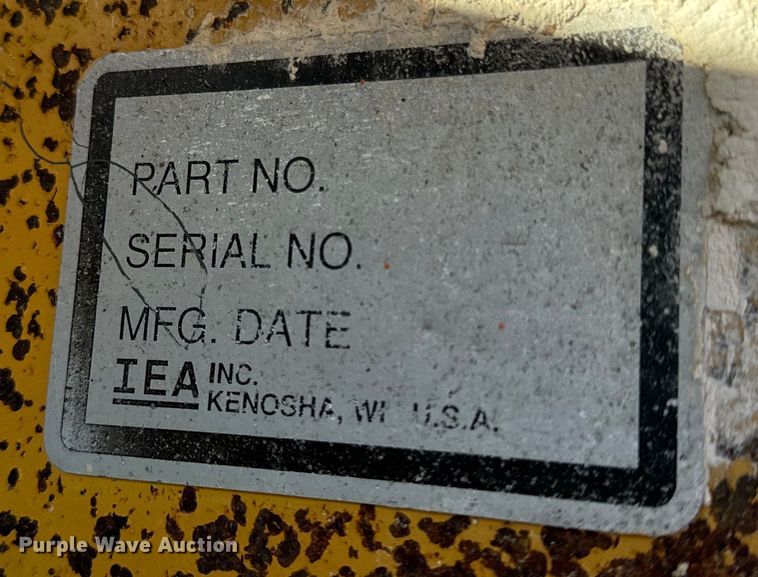 PART NO.
SERIAL NO.
MFG. DATE
IEA INC.
KENOSHA, WI U.S.A.
Purple Wave Auction